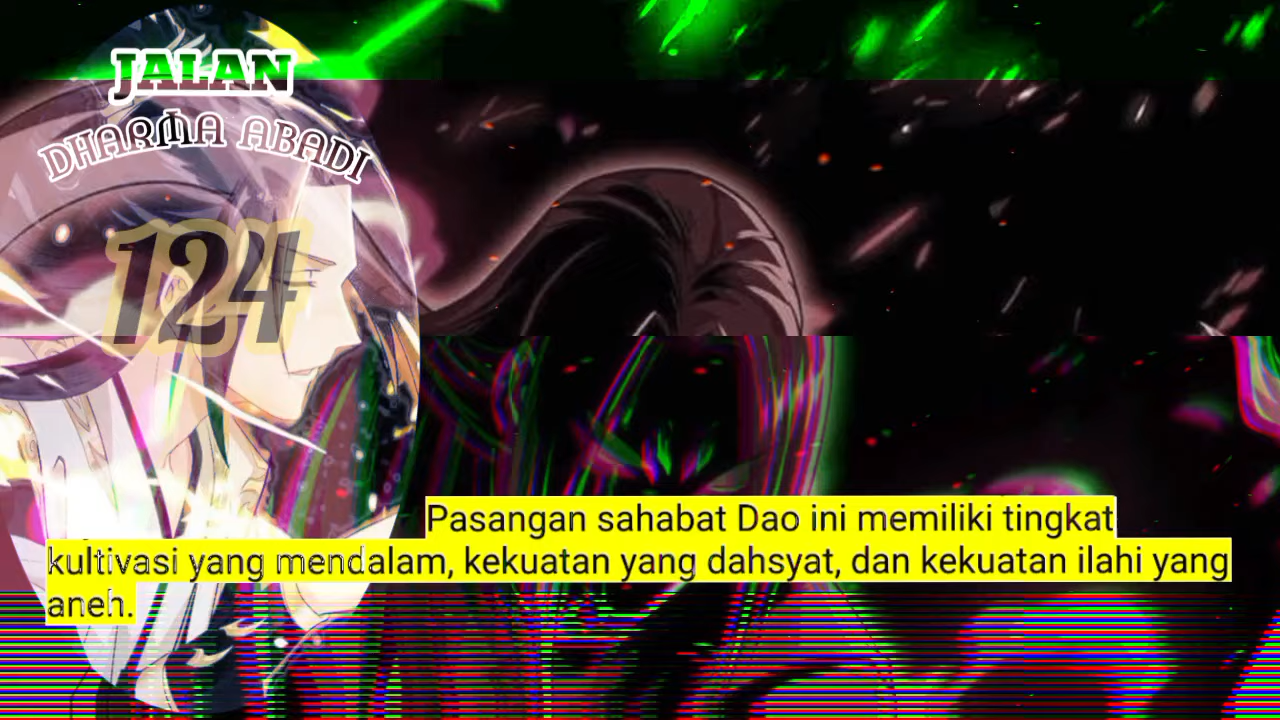 JALAN
DHARMA ABADI
124
Pasangan sahabat Dao ini memiliki tingkat
kultivasi yang mendalam, kekuatan yang dahsyat, dan kekuatan ilahi yang
aneh.